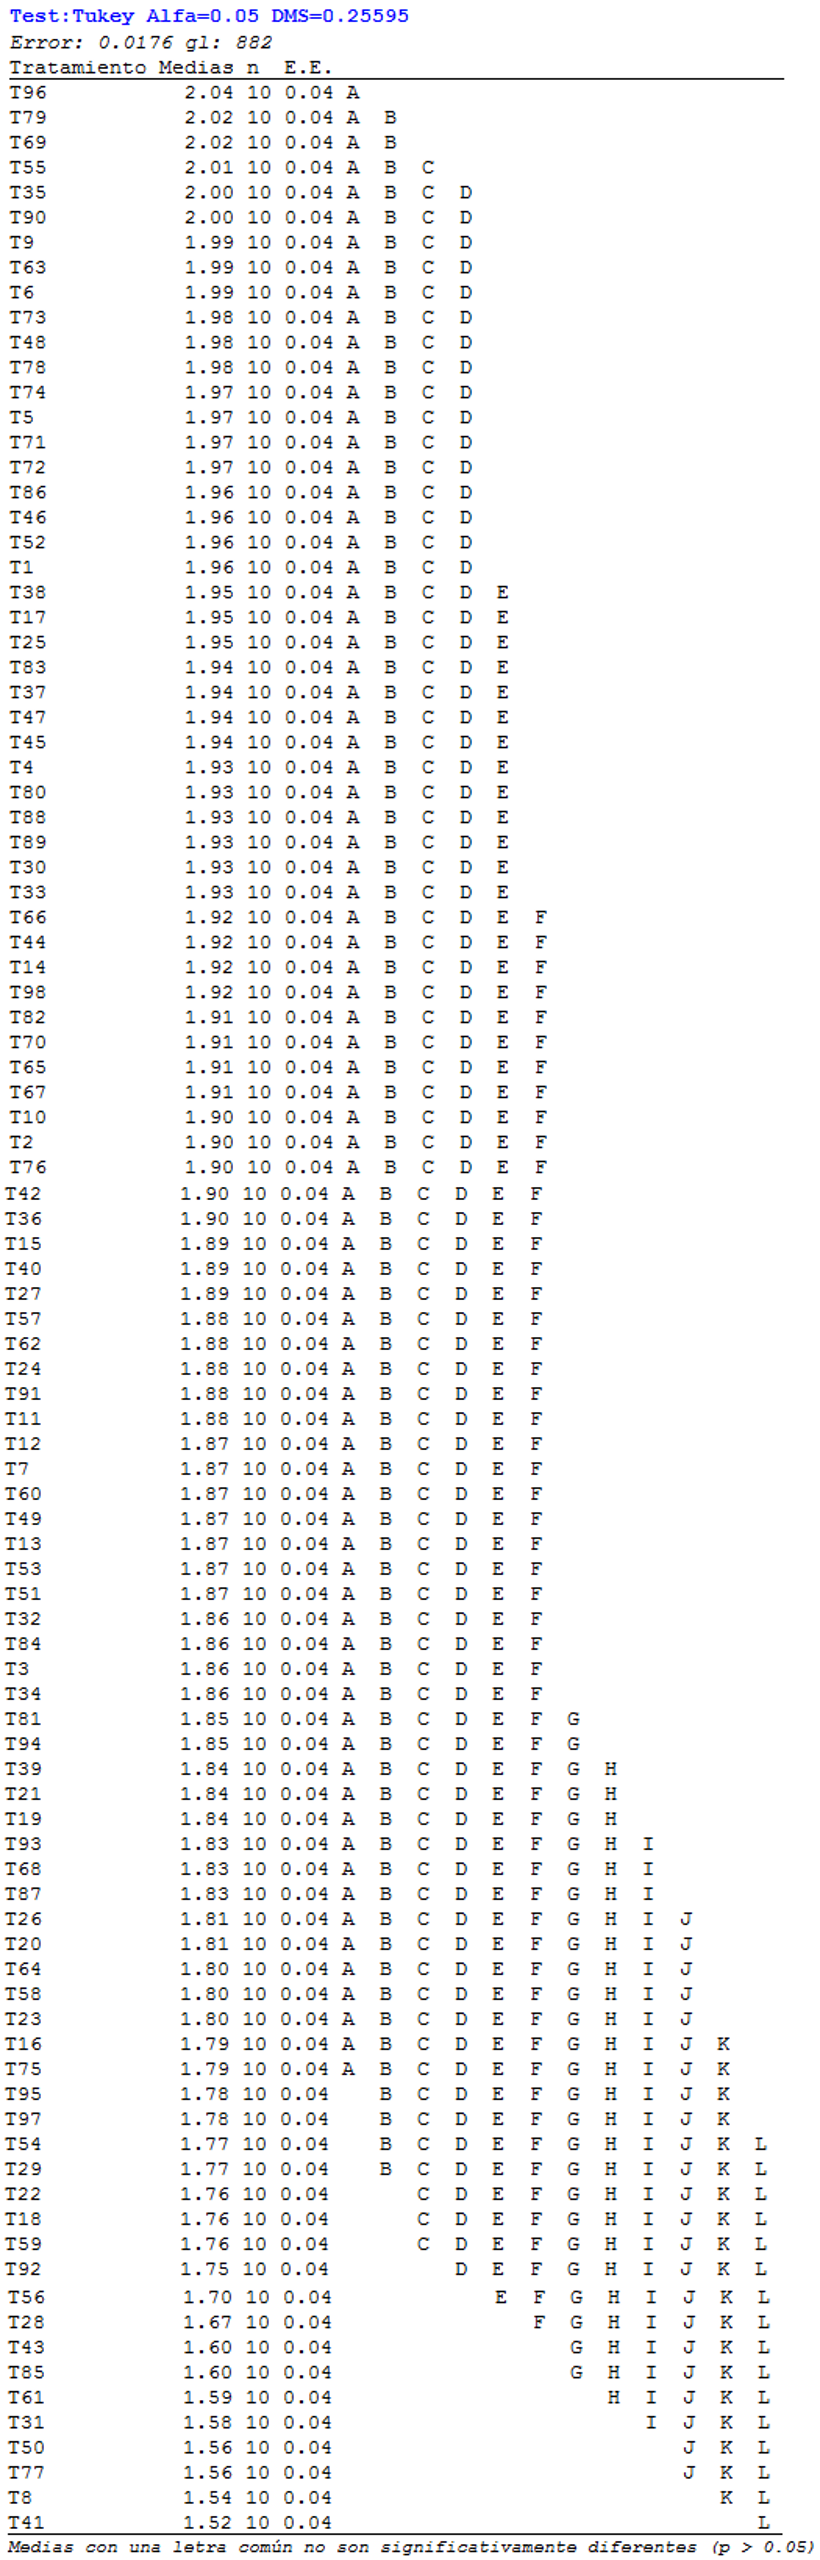 Test:Tukey Alfa=0.05 DMS=0.25595
Error: 0.0176 gl: 882
Tratamiento Medias n E.E.
T96 2.04 10 0.04 A
T79 2.02 10 0.04 A B
T69 2.02 10 0.04 A B
T55 2.01 10 0.04 A B C
T35 2.00 10 0.04 A B C D
T90 2.00 10 0.04 A B C D
T9 1.99 10 0.04 A B C D
T63 1.99 10 0.04 A B C D
T6 1.99 10 0.04 A B C D
T73 1.98 10 0.04 A B C D
T48 1.98 10 0.04 A B C D
T78 1.98 10 0.04 A B C D
T74 1.97 10 0.04 A B C D
T5 1.97 10 0.04 A B C D
T71 1.97 10 0.04 A B C D
T72 1.97 10 0.04 A B C D
T86 1.96 10 0.04 A B C D
T46 1.96 10 0.04 A B C D
T52 1.96 10 0.04 A B C D
T1 1.96 10 0.04 A B C D
T38 1.95 10 0.04 A B C D E
T17 1.95 10 0.04 A B C D E
T25 1.95 10 0.04 A B C D E
T83 1.94 10 0.04 A B C D E
T37 1.94 10 0.04 A B C D E
T47 1.94 10 0.04 A B C D E
T45 1.94 10 0.04 A B C D E
T4 1.93 10 0.04 A B C D E
T80 1.93 10 0.04 A B C D E
T88 1.93 10 0.04 A B C D E
T89 1.93 10 0.04 A B C D E
T30 1.93 10 0.04 A B C D E
T33 1.93 10 0.04 A B C D E
T66 1.92 10 0.04 A B C D E F
T44 1.92 10 0.04 A B C D E F
T14 1.92 10 0.04 A B C D E F
T98 1.92 10 0.04 A B C D E F
T82 1.91 10 0.04 A B C D E F
T70 1.91 10 0.04 A B C D E F
T65 1.91 10 0.04 A B C D E F
T67 1.91 10 0.04 A B C D E F
T10 1.90 10 0.04 A B C D E F
T2 1.90 10 0.04 A B C D E F
T76 1.90 10 0.04 A B C D E F
T42 1.90 10 0.04 A B C D E F
T36 1.90 10 0.04 A B C D E F
T15 1.89 10 0.04 A B C D E F
T40 1.89 10 0.04 A B C D E F
T27 1.89 10 0.04 A B C D E F
T57 1.88 10 0.04 A B C D E F
T62 1.88 10 0.04 A B C D E F
T24 1.88 10 0.04 A B C D E F
T91 1.88 10 0.04 A B C D E F
T11 1.88 10 0.04 A B C D E F
T12 1.87 10 0.04 A B C D E F
T7 1.87 10 0.04 A B C D E F
T60 1.87 10 0.04 A B C D E F
T49 1.87 10 0.04 A B C D E F
T13 1.87 10 0.04 A B C D E F
T53 1.87 10 0.04 A B C D E F
T51 1.87 10 0.04 A B C D E F
T32 1.86 10 0.04 A B C D E F
T84 1.86 10 0.04 A B C D E F
T3 1.86 10 0.04 A B C D E F
T34 1.86 10 0.04 A B C D E F
T81 1.85 10 0.04 A B C D E F G
T94 1.85 10 0.04 A B C D E F G
T39 1.84 10 0.04 A B C D E F G H
T21 1.84 10 0.04 A B C D E F G H
T19 1.84 10 0.04 A B C D E F G H
T93 1.83 10 0.04 A B C D E F G H I
T68 1.83 10 0.04 A B C D E F G H I
T87 1.83 10 0.04 A B C D E F G H I
T26 1.81 10 0.04 A B C D E F G H I J
T20 1.81 10 0.04 A B C D E F G H I J
T64 1.80 10 0.04 A B C D E F G H I J
T58 1.80 10 0.04 A B C D E F G H I J
T23 1.80 10 0.04 A B C D E F G H I J
T16 1.79 10 0.04 A B C D E F G H I J K
T75 1.79 10 0.04 A B C D E F G H I J K
T95 1.78 10 0.04 B C D E F G H I J K
T97 1.78 10 0.04 B C D E F G H I J K
T54 1.77 10 0.04 B C D E F G H I J K L
T29 1.77 10 0.04 B C D E F G H I J K L
T22 1.76 10 0.04 C D E F G H I J K L
T18 1.76 10 0.04 C D E F G H I J K L
T59 1.76 10 0.04 C D E F G H I J K L
T92 1.75 10 0.04 D E F G H I J K L
T56 1.70 10 0.04 E F G H I J K L
T28 1.67 10 0.04 F G H I J K L
T43 1.60 10 0.04 G H I J K L
T85 1.60 10 0.04 G H I J K L
T61 1.59 10 0.04 H I J K L
T31 1.58 10 0.04 I J K L
T50 1.56 10 0.04 J K L
T77 1.56 10 0.04 J K L
T8 1.54 10 0.04 K L
T41 1.52 10 0.04 L
Medias con una letra común no son significativamente diferentes (p > 0.05)